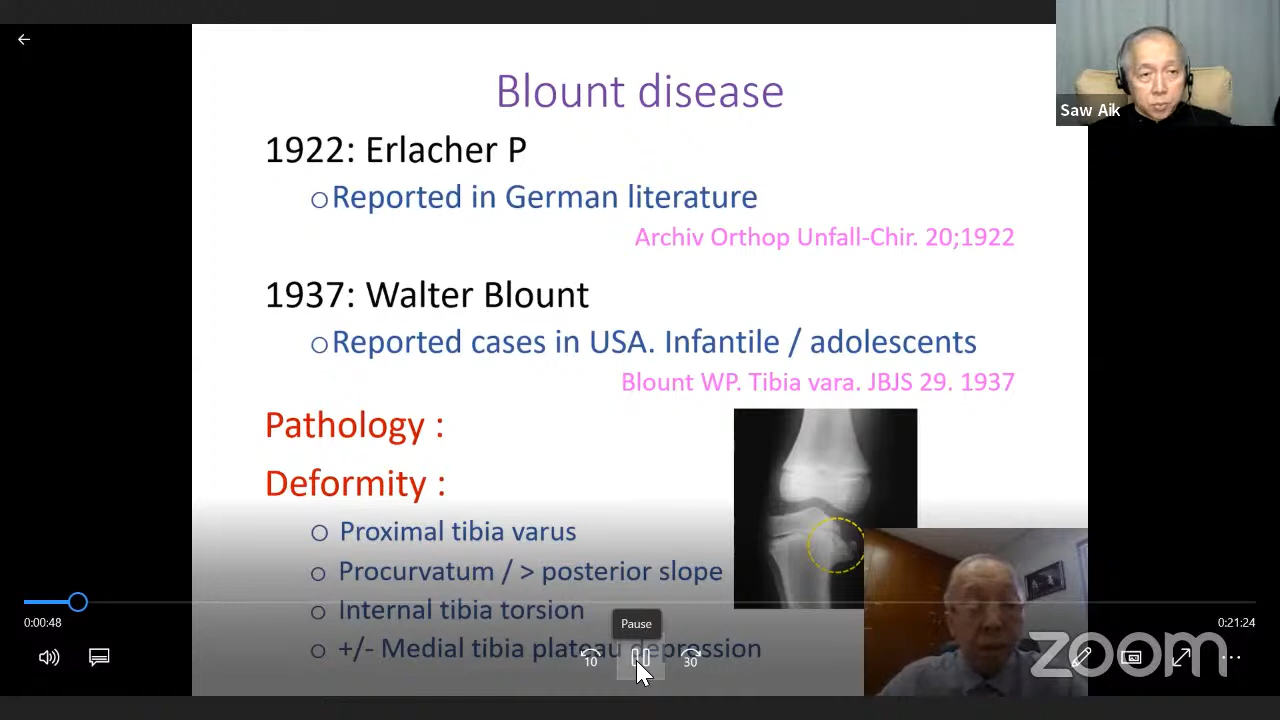 Blount disease
Saw Aik
1922: Erlacher P
○Reported in German literature
Archiv Orthop Unfall-Chir. 20;1922
1937: Walter Blount
○Reported cases in USA. Infantile / adolescents
Blount WP. Tibia vara. JBJS 29. 1937
Pathology :
Deformity :
○ Proximal tibia varus
○ Procurvatum / > posterior slope
○ Internal tibia torsion
○ +/- Medial tibia plateau depression
0:00:48
Pause
0:21:24
10
30
zoom